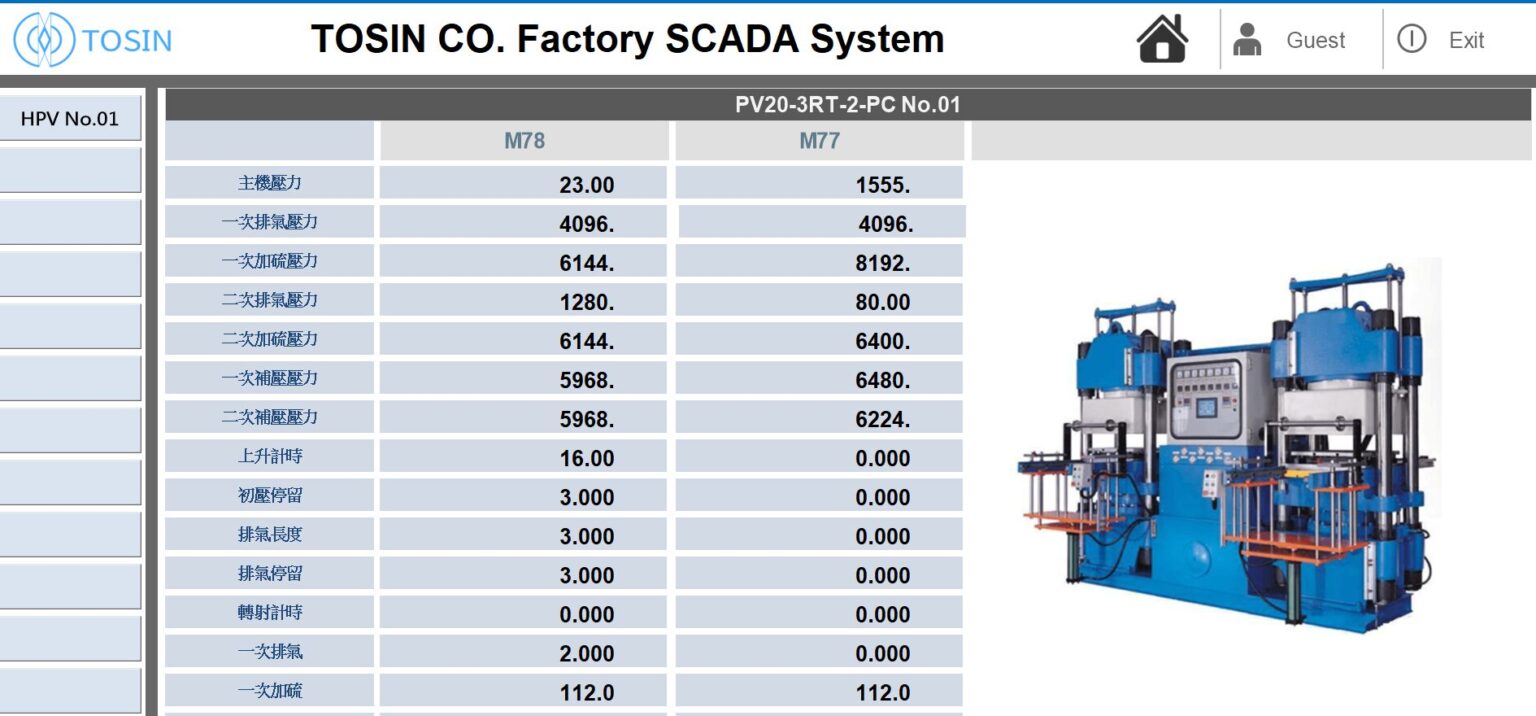 TOSIN
TOSIN CO. Factory SCADA System
Guest
Exit
HPV No.01
PV20-3RT-2-PC No.01
M78 M77
主機壓力 23.00 1555.
一次排氣壓力 4096. 4096.
一次加硫壓力 6144. 8192.
二次排氣壓力 1280. 80.00
二次加硫壓力 6144. 6400.
一次補壓壓力 5968. 6480.
二次補壓壓力 5968. 6224.
上升計時 16.00 0.000
初壓停留 3.000 0.000
排氣長度 3.000 0.000
排氣停留 3.000 0.000
轉射計時 0.000 0.000
一次排氣 2.000 0.000
一次加硫 112.0 112.0